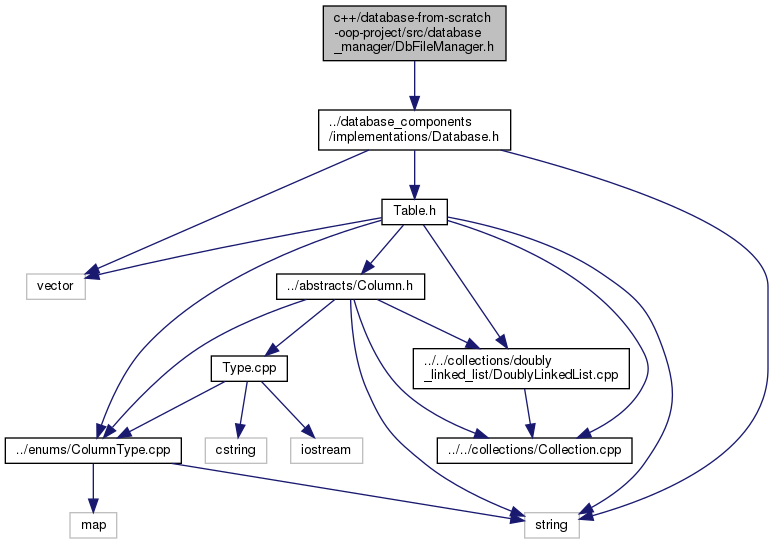 c++/database-from-scratch
-oop-project/src/database
_manager/DbFileManager.h
../database_components
/implementations/Database.h
Table.h
vector
../abstracts/Column.h
Type.cpp
../../collections/doubly
_linked_list/DoublyLinkedList.cpp
../enums/ColumnType.cpp
cstring
iostream
../../collections/Collection.cpp
map
string